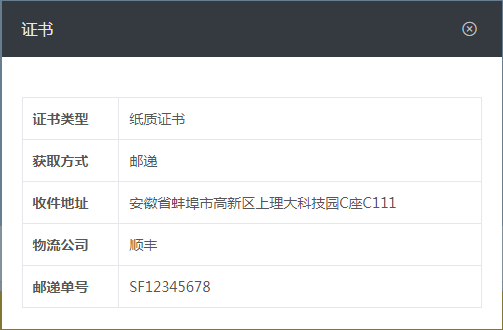 证书
证书类型 纸质证书
获取方式 邮递
收件地址 安徽省蚌埠市高新区上理大科技园C座C111
物流公司 顺丰
邮递单号 SF12345678